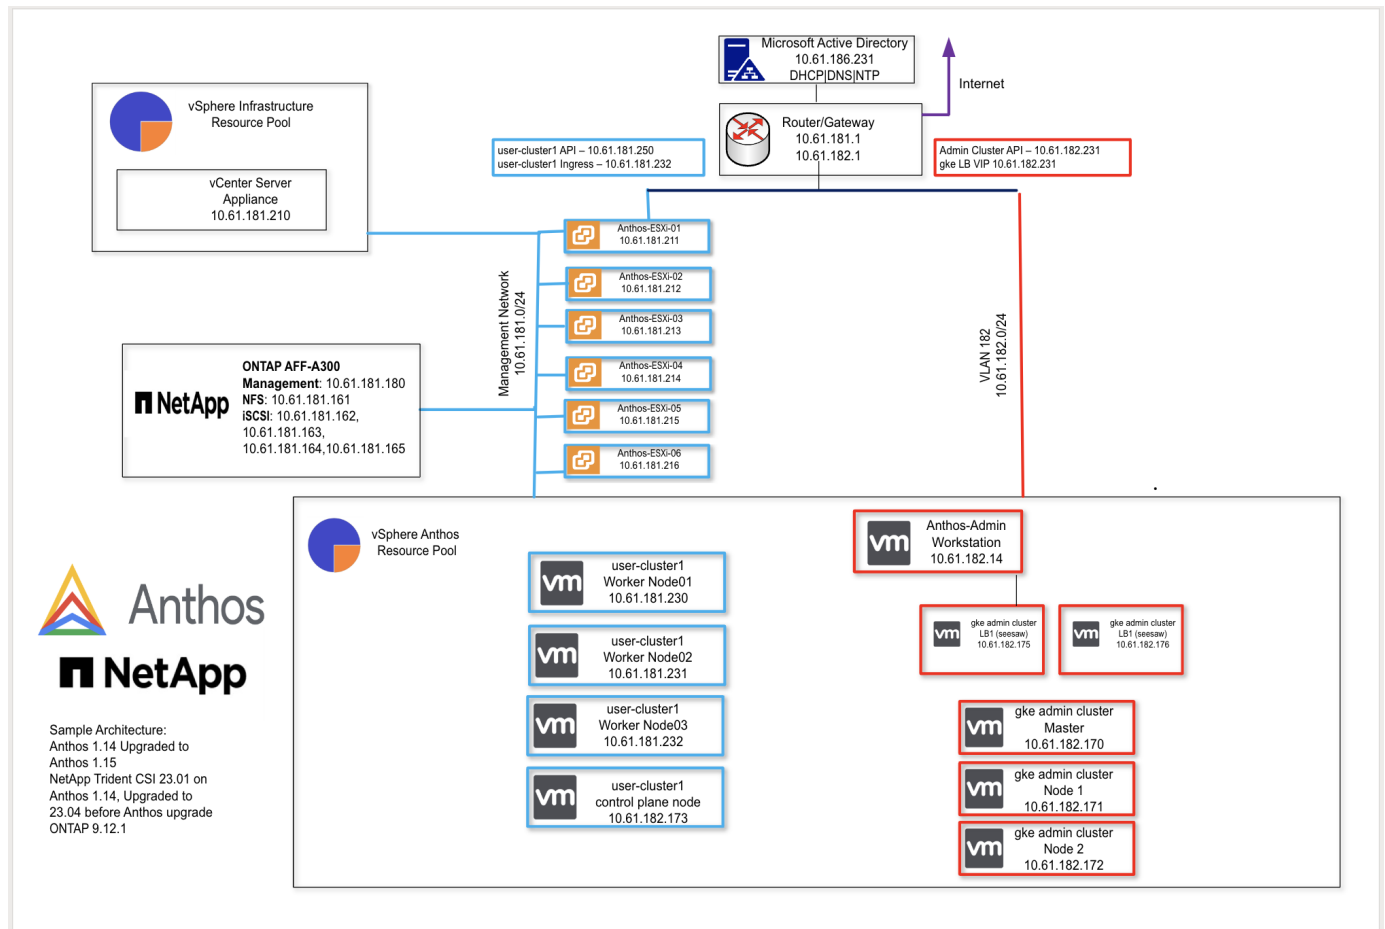 Microsoft Active Directory
10.61.186.231
DHCP|DNS|NTP
Internet
vSphere Infrastructure
Resource Pool
vCenter Server
Appliance
10.61.181.210
Router/Gateway
10.61.181.1
10.61.182.1
user-cluster1 API – 10.61.181.250
user-cluster1 Ingress – 10.61.181.232
Admin Cluster API – 10.61.182.231
gke LB VIP 10.61.182.231
Anthos-ESXi-01
10.61.181.211
Anthos-ESXi-02
10.61.181.212
Anthos-ESXi-03
10.61.181.213
Anthos-ESXi-04
10.61.181.214
Anthos-ESXi-05
10.61.181.215
Anthos-ESXi-06
10.61.181.216
Management Network
10.61.181.0/24
VLAN 182
10.61.182.0/24
NetApp
ONTAP AFF-A300
Management: 10.61.181.180
NFS: 10.61.181.161
iSCSI: 10.61.181.162,
10.61.181.163,
10.61.181.164,10.61.181.165
vSphere Anthos
Resource Pool
vm
user-cluster1
Worker Node01
10.61.181.230
vm
user-cluster1
Worker Node02
10.61.181.231
vm
user-cluster1
Worker Node03
10.61.181.232
vm
user-cluster1
control plane node
10.61.182.173
vm
Anthos-Admin
Workstation
10.61.182.14
vm
gke admin cluster
LB1 (seesaw)
10.61.182.175
vm
gke admin cluster
LB1 (seesaw)
10.61.182.176
vm
gke admin cluster
Master
10.61.182.170
vm
gke admin cluster
Node 1
10.61.182.171
vm
gke admin cluster
Node 2
10.61.182.172
Anthos
NetApp
Sample Architecture:
Anthos 1.14 Upgraded to
Anthos 1.15
NetApp Trident CSI 23.01 on
Anthos 1.14, Upgraded to
23.04 before Anthos upgrade
ONTAP 9.12.1